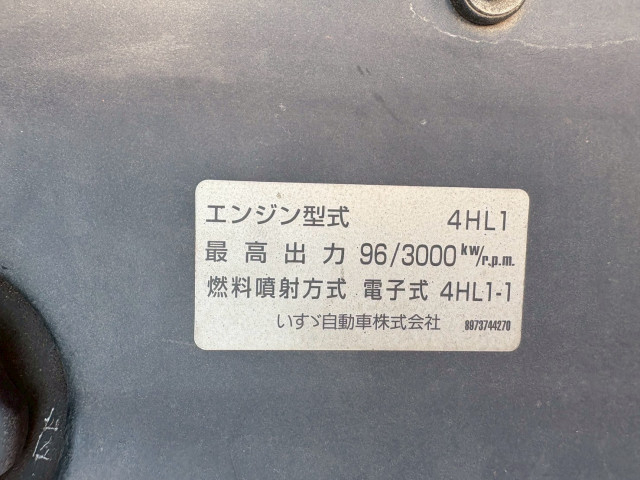 エンジン型式 4HL1
最高出力 96/3000 kw/r.p.m.
燃料噴射方式 電子式 4HL1-1
いすゞ自動車株式会社 8973744270